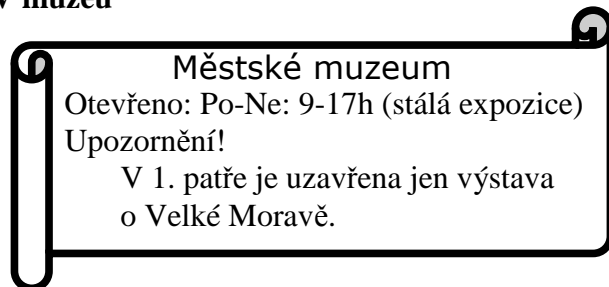 v muzeu
Městské muzeum
Otevřeno: Po-Ne: 9-17h (stálá expozice)
Upozornění!
V 1. patře je uzavřena jen výstava
o Velké Moravě.